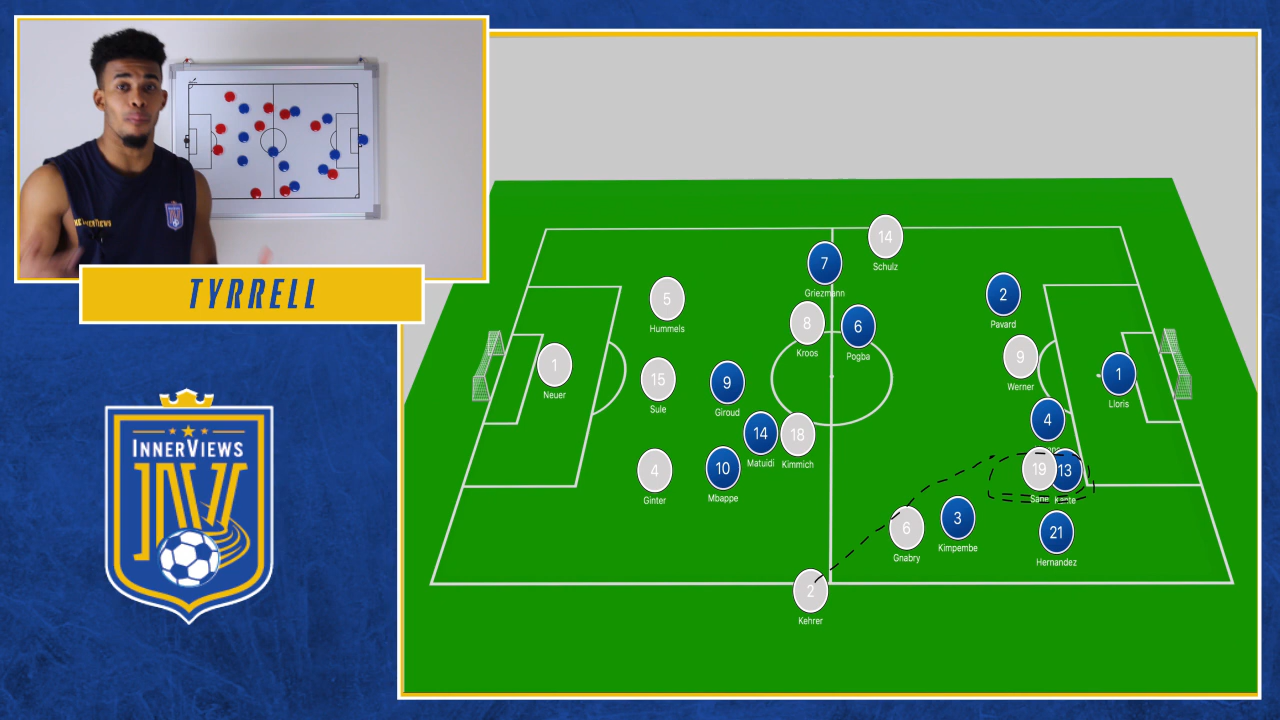 TYRRELL
INNERVIEWS
IV
14
Schulz
7
Griezmann
5
Hummels
2
Pavard
8
Kroos
6
Pogba
9
Werner
1
Neuer
15
Sule
9
Giroud
1
Lloris
4
14
Matuidi
18
Kimmich
4
Ginter
10
Mbappe
19
Sane
13
Kante
6
Gnabry
3
Kimpembe
21
Hernandez
2
Kehrer